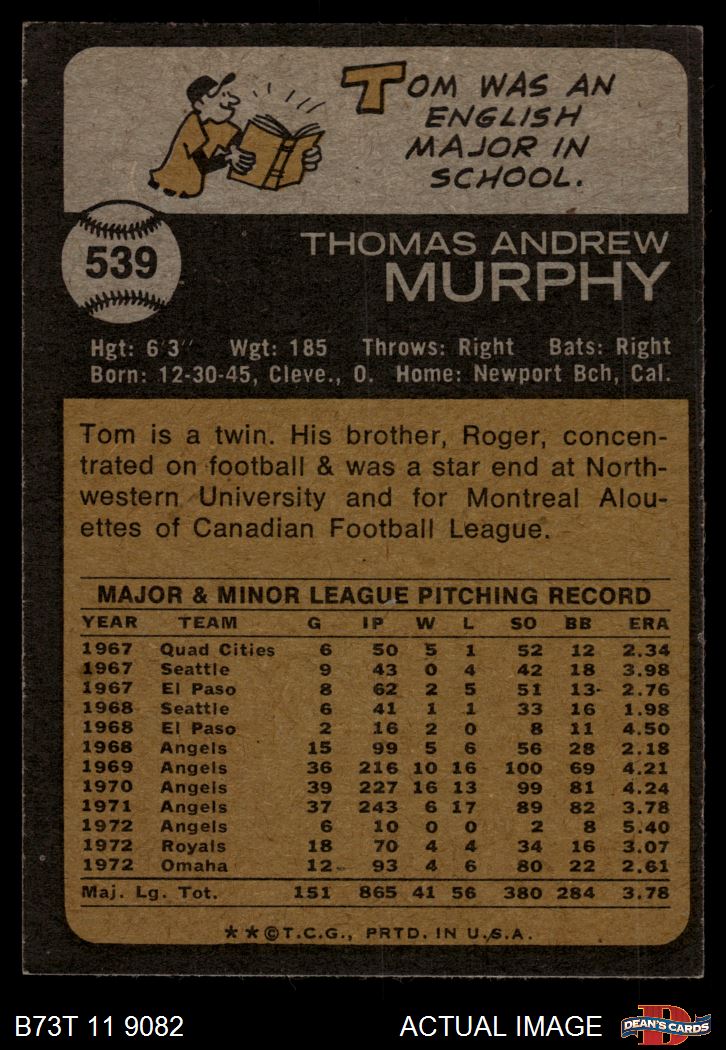 TOM WAS AN
ENGLISH
MAJOR IN
SCHOOL.
539
THOMAS ANDREW
MURPHY
Hgt: 6'3" Wgt: 185 Throws: Right Bats: Right
Born: 12-30-45, Cleve., O. Home: Newport Bch, Cal.
Tom is a twin. His brother, Roger, concen-
trated on football & was a star end at North-
western University and for Montreal Alou-
ettes of Canadian Football League.
MAJOR & MINOR LEAGUE PITCHING RECORD
YEAR TEAM G IP W L SO BB ERA
1967 Quad Cities 6 50 5 1 52 12 2.34
1967 Seattle 9 43 0 4 42 18 3.98
1967 El Paso 8 62 2 5 51 13 2.76
1968 Seattle 6 41 1 1 33 16 1.98
1968 El Paso 2 16 2 0 8 11 4.50
1968 Angels 15 99 5 6 56 28 2.18
1969 Angels 36 216 10 16 100 69 4.21
1970 Angels 39 227 16 13 99 81 4.24
1971 Angels 37 243 6 17 89 82 3.78
1972 Angels 6 10 0 0 2 8 5.40
1972 Royals 18 70 4 4 34 16 3.07
1972 Omaha 12 93 4 6 80 22 2.61
Maj. Lg. Tot. 151 865 41 56 380 284 3.78
★★©T.C.G., PRTD. IN U.S.A.
B73T 11 9082 ACTUAL IMAGE D DEAN'S CARDS